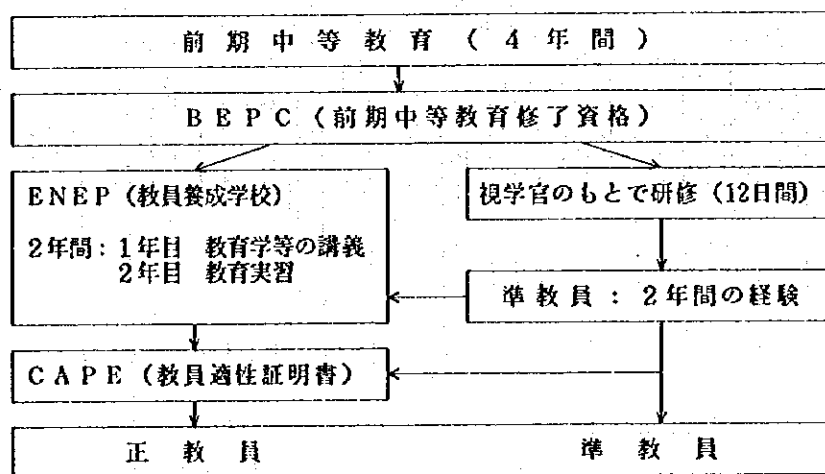 前期中等教育(4年間)
BEPC(前期中等教育修了資格)
ENEP(教員養成学校)
2年間:1年目 教育学等の講義
2年目 教育実習
視学官のもとで研修(12日間)
準教員:2年間の経験
CAPE(教員適性証明書)
正教員 準教員